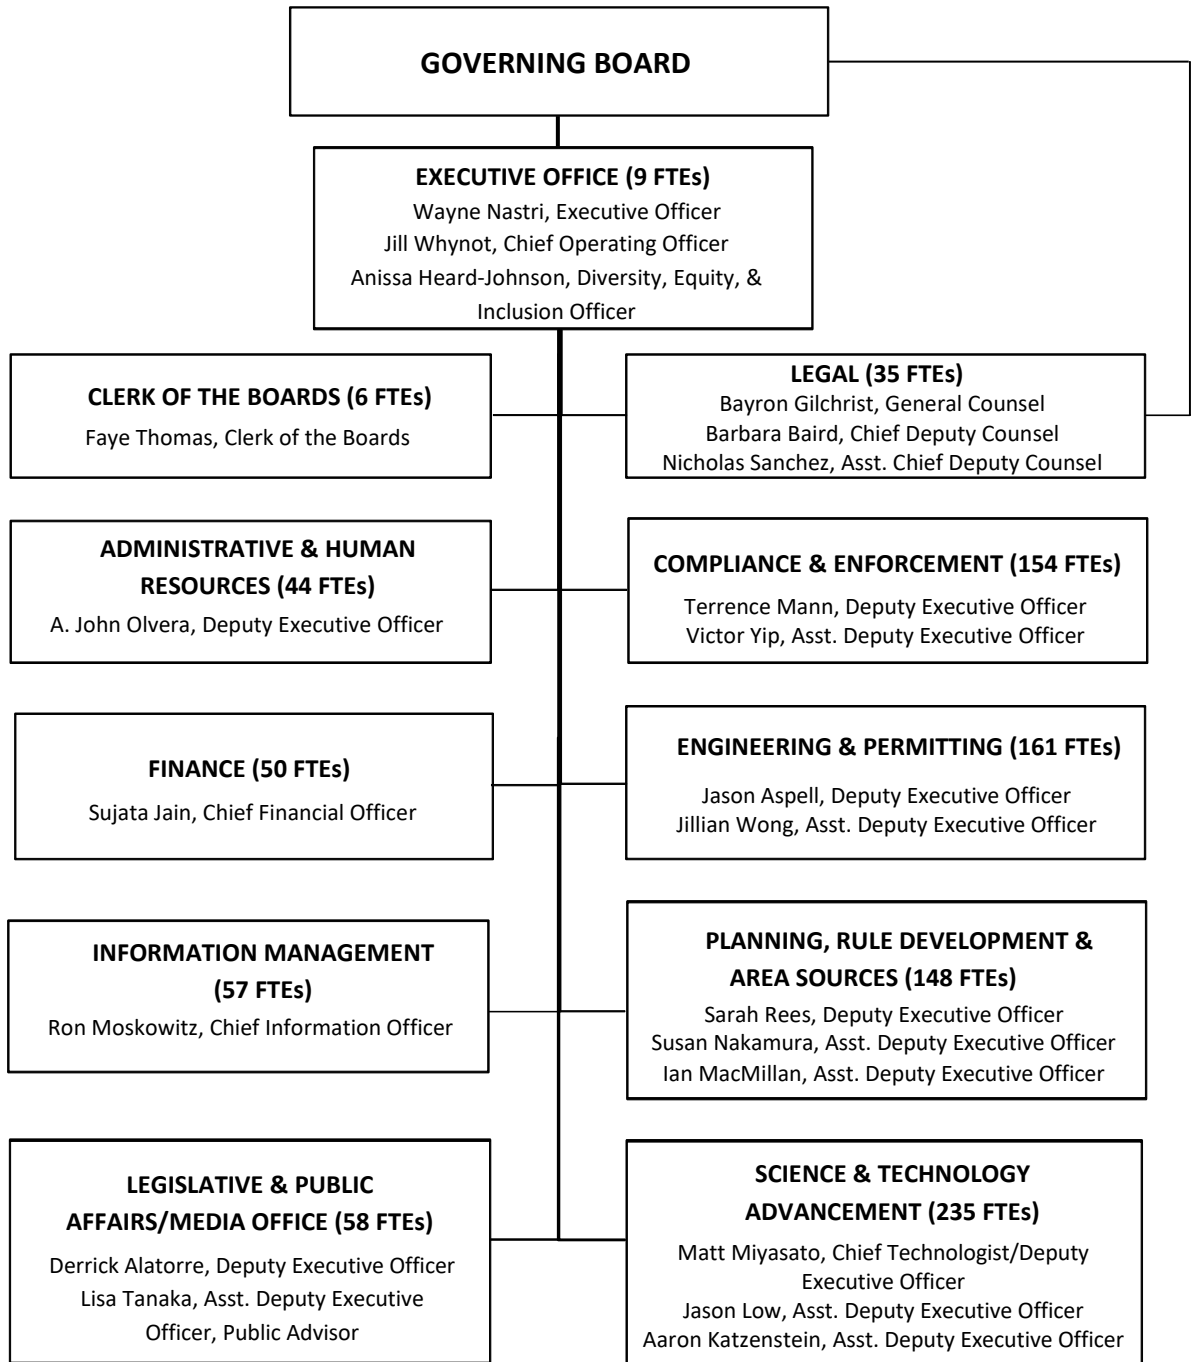 GOVERNING BOARD
EXECUTIVE OFFICE (9 FTEs)
Wayne Nastri, Executive Officer
Jill Whynot, Chief Operating Officer
Anissa Heard-Johnson, Diversity, Equity, &
Inclusion Officer
CLERK OF THE BOARDS (6 FTEs)
Faye Thomas, Clerk of the Boards
LEGAL (35 FTEs)
Bayron Gilchrist, General Counsel
Barbara Baird, Chief Deputy Counsel
Nicholas Sanchez, Asst. Chief Deputy Counsel
ADMINISTRATIVE & HUMAN
RESOURCES (44 FTEs)
A. John Olvera, Deputy Executive Officer
COMPLIANCE & ENFORCEMENT (154 FTEs)
Terrence Mann, Deputy Executive Officer
Victor Yip, Asst. Deputy Executive Officer
FINANCE (50 FTEs)
Sujata Jain, Chief Financial Officer
ENGINEERING & PERMITTING (161 FTEs)
Jason Aspell, Deputy Executive Officer
Jillian Wong, Asst. Deputy Executive Officer
INFORMATION MANAGEMENT
(57 FTEs)
Ron Moskowitz, Chief Information Officer
PLANNING, RULE DEVELOPMENT &
AREA SOURCES (148 FTEs)
Sarah Rees, Deputy Executive Officer
Susan Nakamura, Asst. Deputy Executive Officer
Ian MacMillan, Asst. Deputy Executive Officer
LEGISLATIVE & PUBLIC
AFFAIRS/MEDIA OFFICE (58 FTEs)
Derrick Alatorre, Deputy Executive Officer
Lisa Tanaka, Asst. Deputy Executive
Officer, Public Advisor
SCIENCE & TECHNOLOGY
ADVANCEMENT (235 FTEs)
Matt Miyasato, Chief Technologist/Deputy
Executive Officer
Jason Low, Asst. Deputy Executive Officer
Aaron Katzenstein, Asst. Deputy Executive Officer